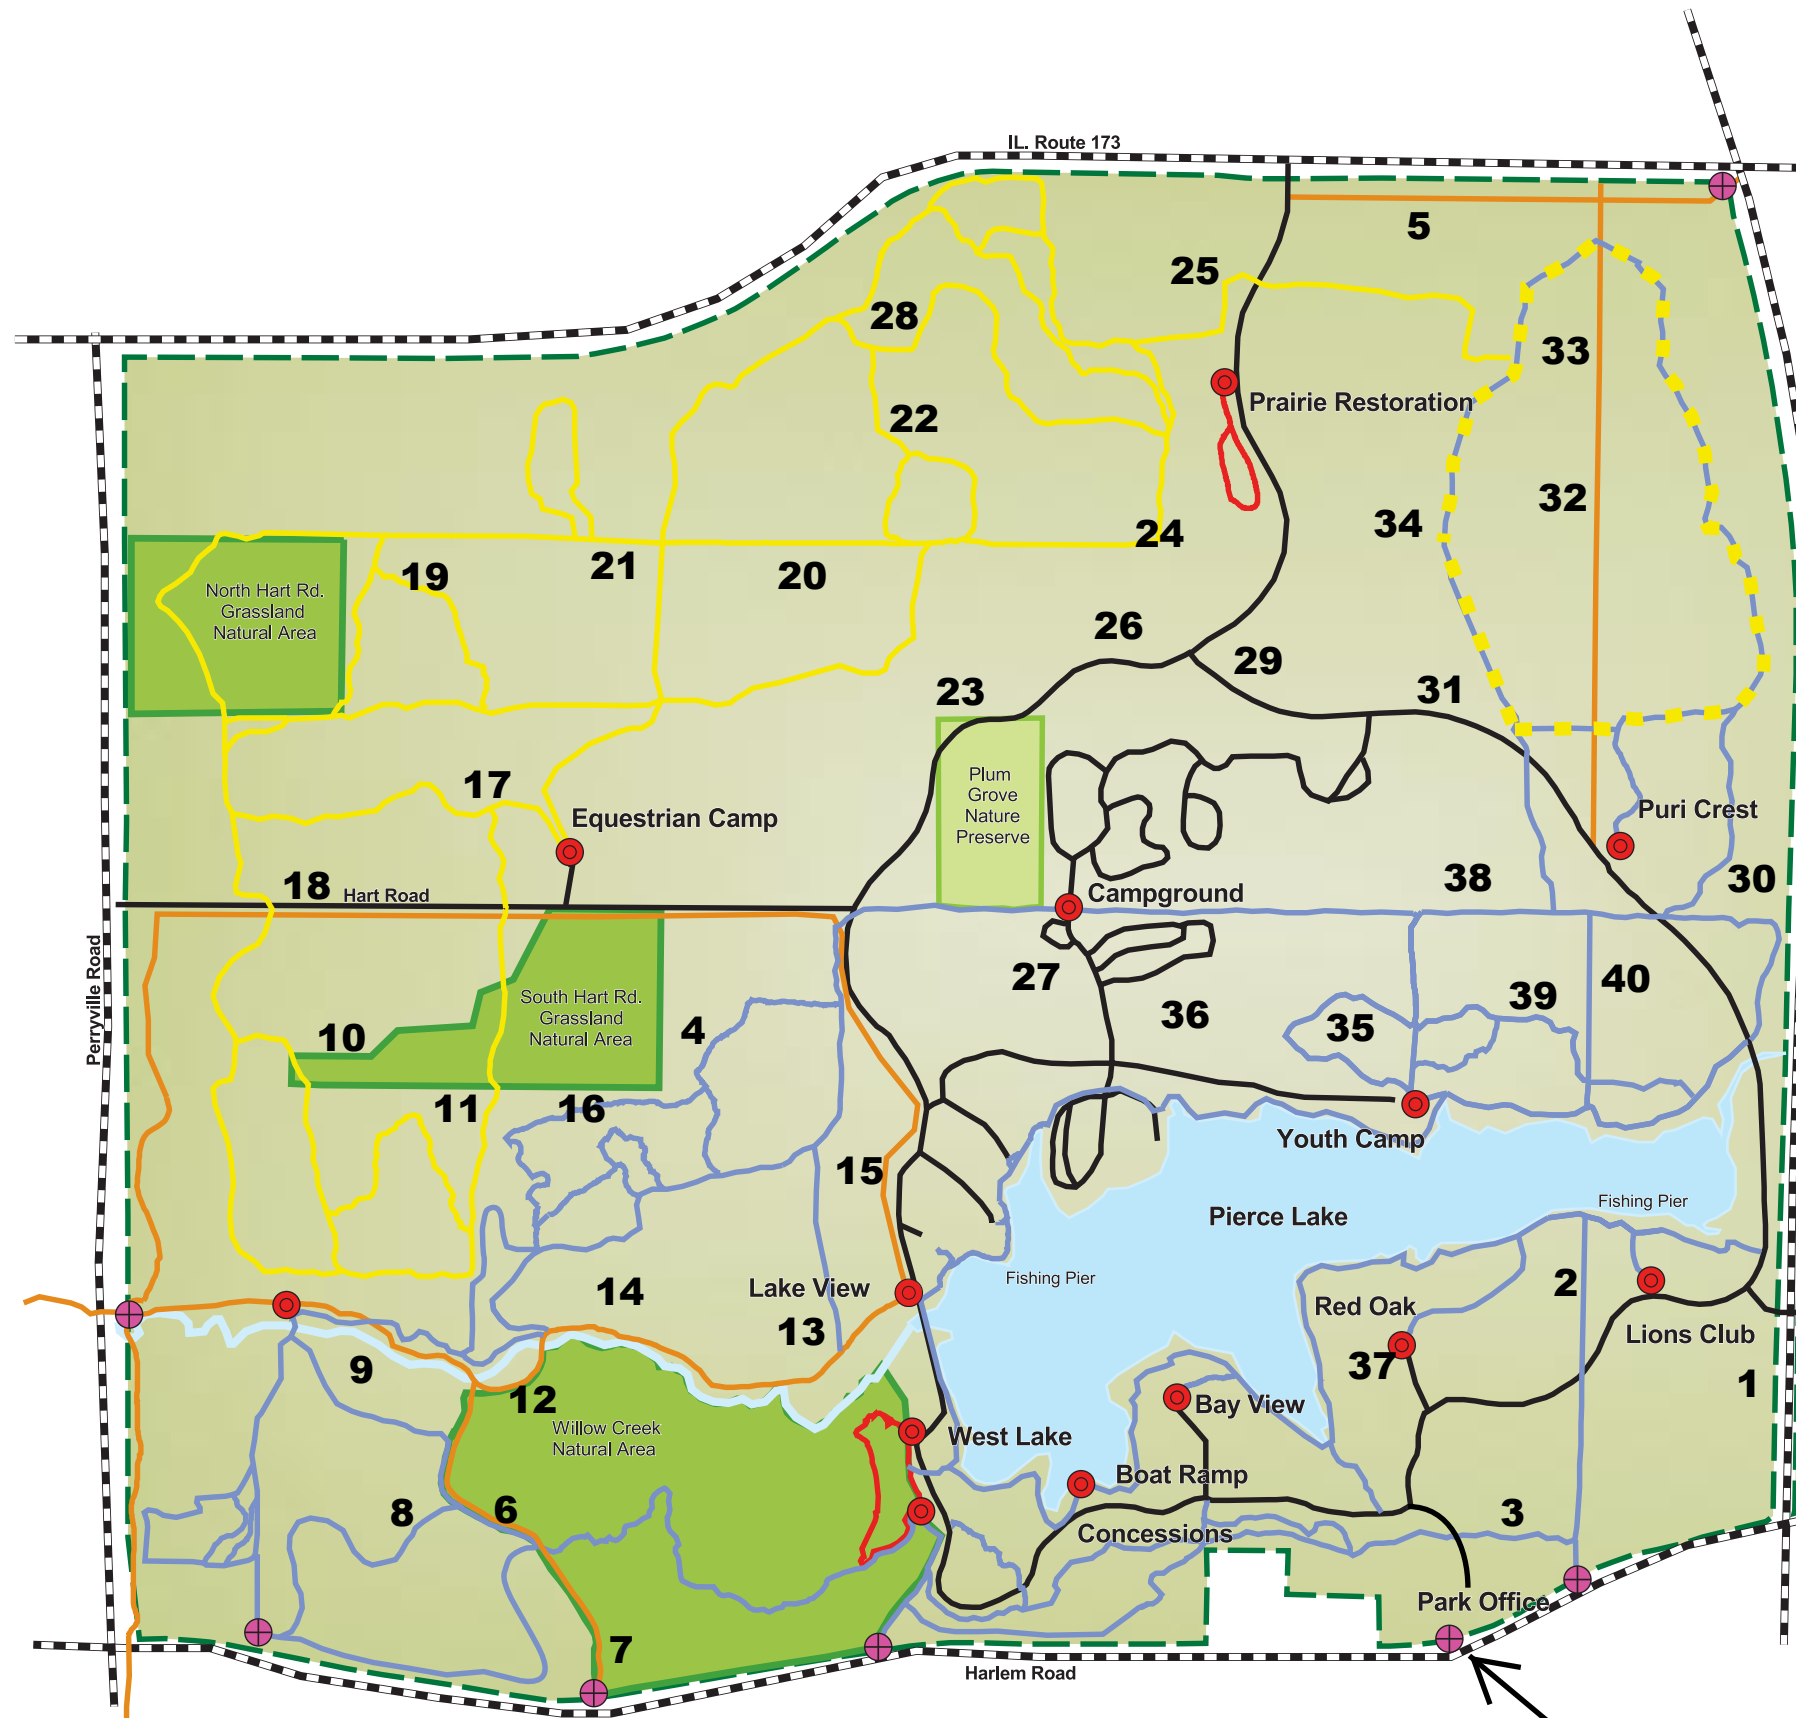 IL. Route 173
5
25
28
33
Prairie Restoration
22
32
34
24
21
19
20
North Hart Rd.
Grassland
Natural Area
26
29
31
23
17
Plum
Grove
Nature
Preserve
Equestrian Camp
Puri Crest
18
Hart Road
38
30
Campground
27
39
40
Perryville Road
South Hart Rd.
Grassland
Natural Area
10
4
36
35
11
16
Youth Camp
15
Pierce Lake
Fishing Pier
Fishing Pier
14
Lake View
2
Red Oak
13
Lions Club
9
37
1
12
Bay View
Willow Creek
Natural Area
West Lake
Boat Ramp
8
6
3
Concessions
Park Office
7
Harlem Road